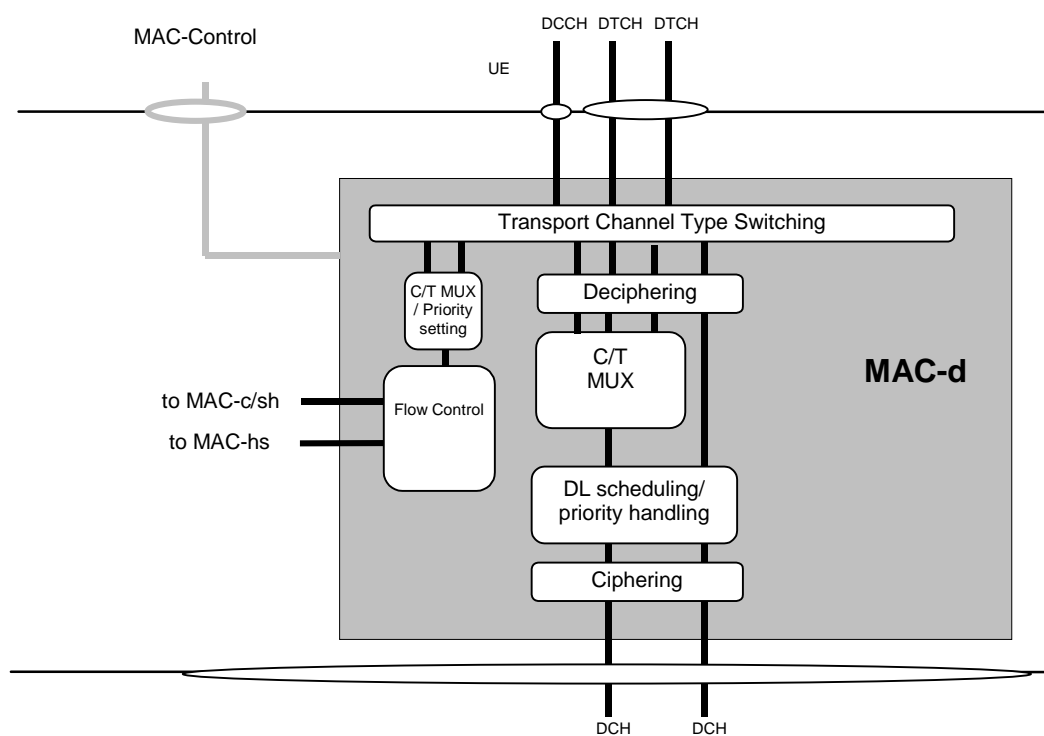 DCCH DTCH DTCH
MAC-Control
UE
Transport Channel Type Switching
C/T MUX
/ Priority
setting
Deciphering
C/T
MUX
MAC-d
to MAC-c/sh
Flow Control
to MAC-hs
DL scheduling/
priority handling
Ciphering
DCH DCH